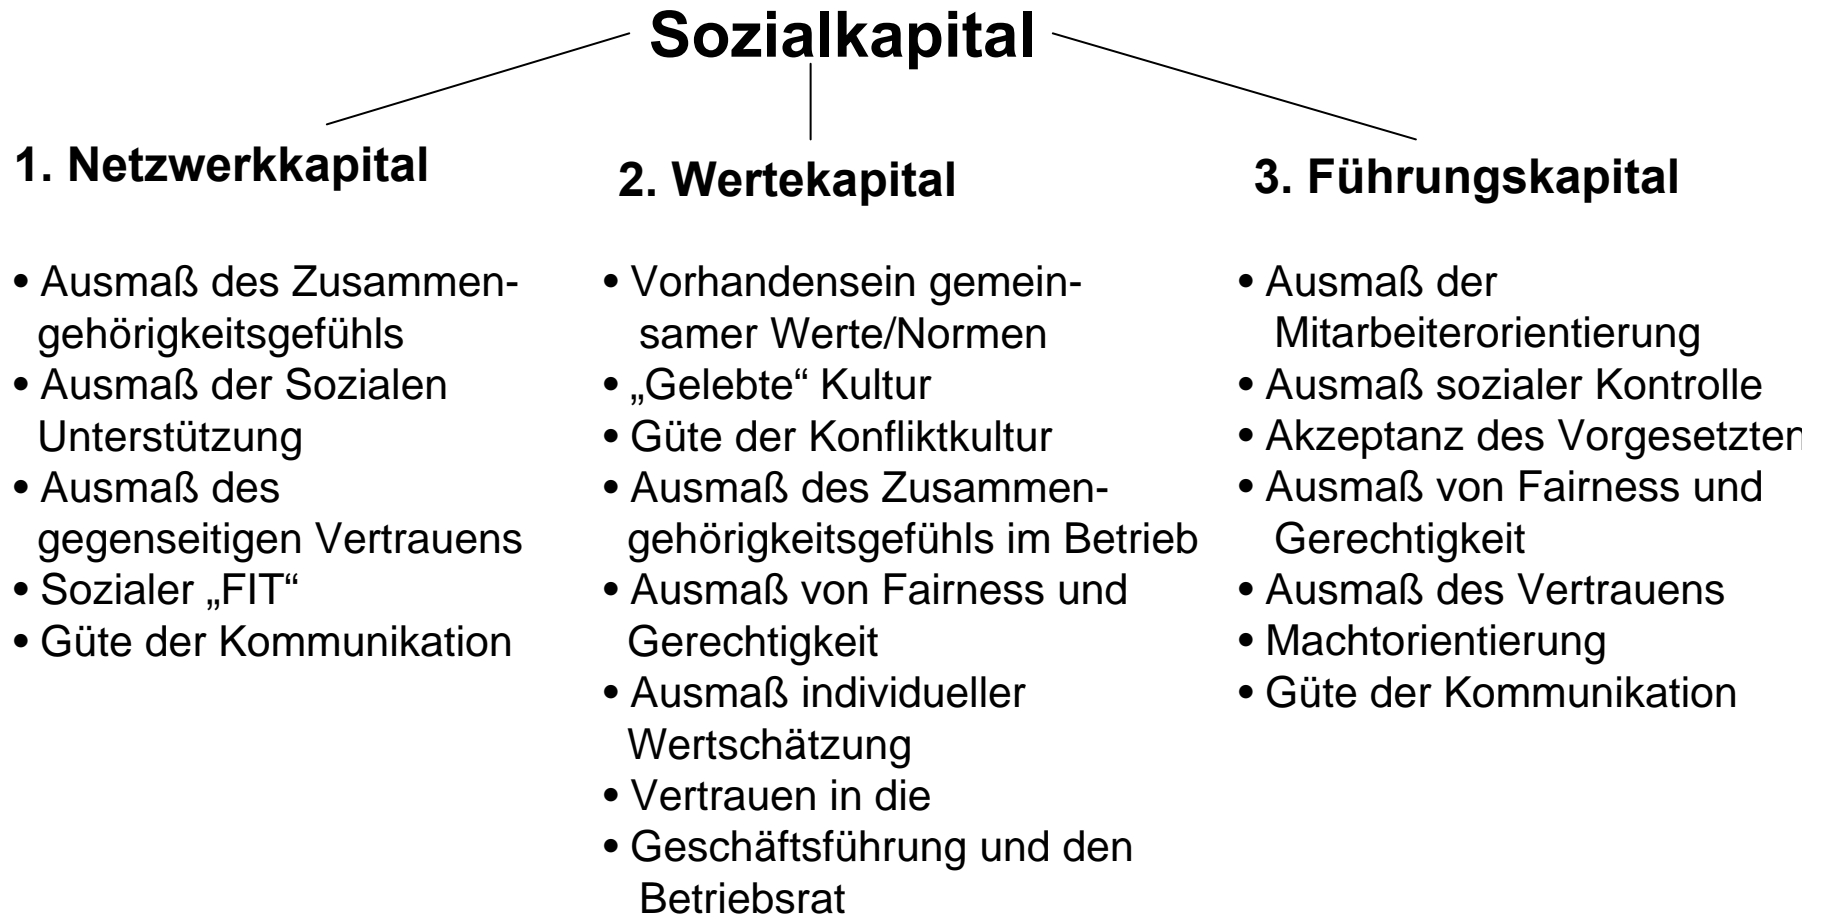 Sozialkapital
1. Netzwerkkapital
• Ausmaß des Zusammen-
gehörigkeitsgefühls
• Ausmaß der Sozialen
Unterstützung
• Ausmaß des
gegenseitigen Vertrauens
• Sozialer „FIT“
• Güte der Kommunikation
2. Wertekapital
• Vorhandensein gemein-
samer Werte/Normen
• „Gelebte“ Kultur
• Güte der Konfliktkultur
• Ausmaß des Zusammen-
gehörigkeitsgefühls im Betrieb
• Ausmaß von Fairness und
Gerechtigkeit
• Ausmaß individueller
Wertschätzung
• Vertrauen in die
• Geschäftsführung und den
Betriebsrat
3. Führungskapital
• Ausmaß der
Mitarbeiterorientierung
• Ausmaß sozialer Kontrolle
• Akzeptanz des Vorgesetzten
• Ausmaß von Fairness und
Gerechtigkeit
• Ausmaß des Vertrauens
• Machtorientierung
• Güte der Kommunikation